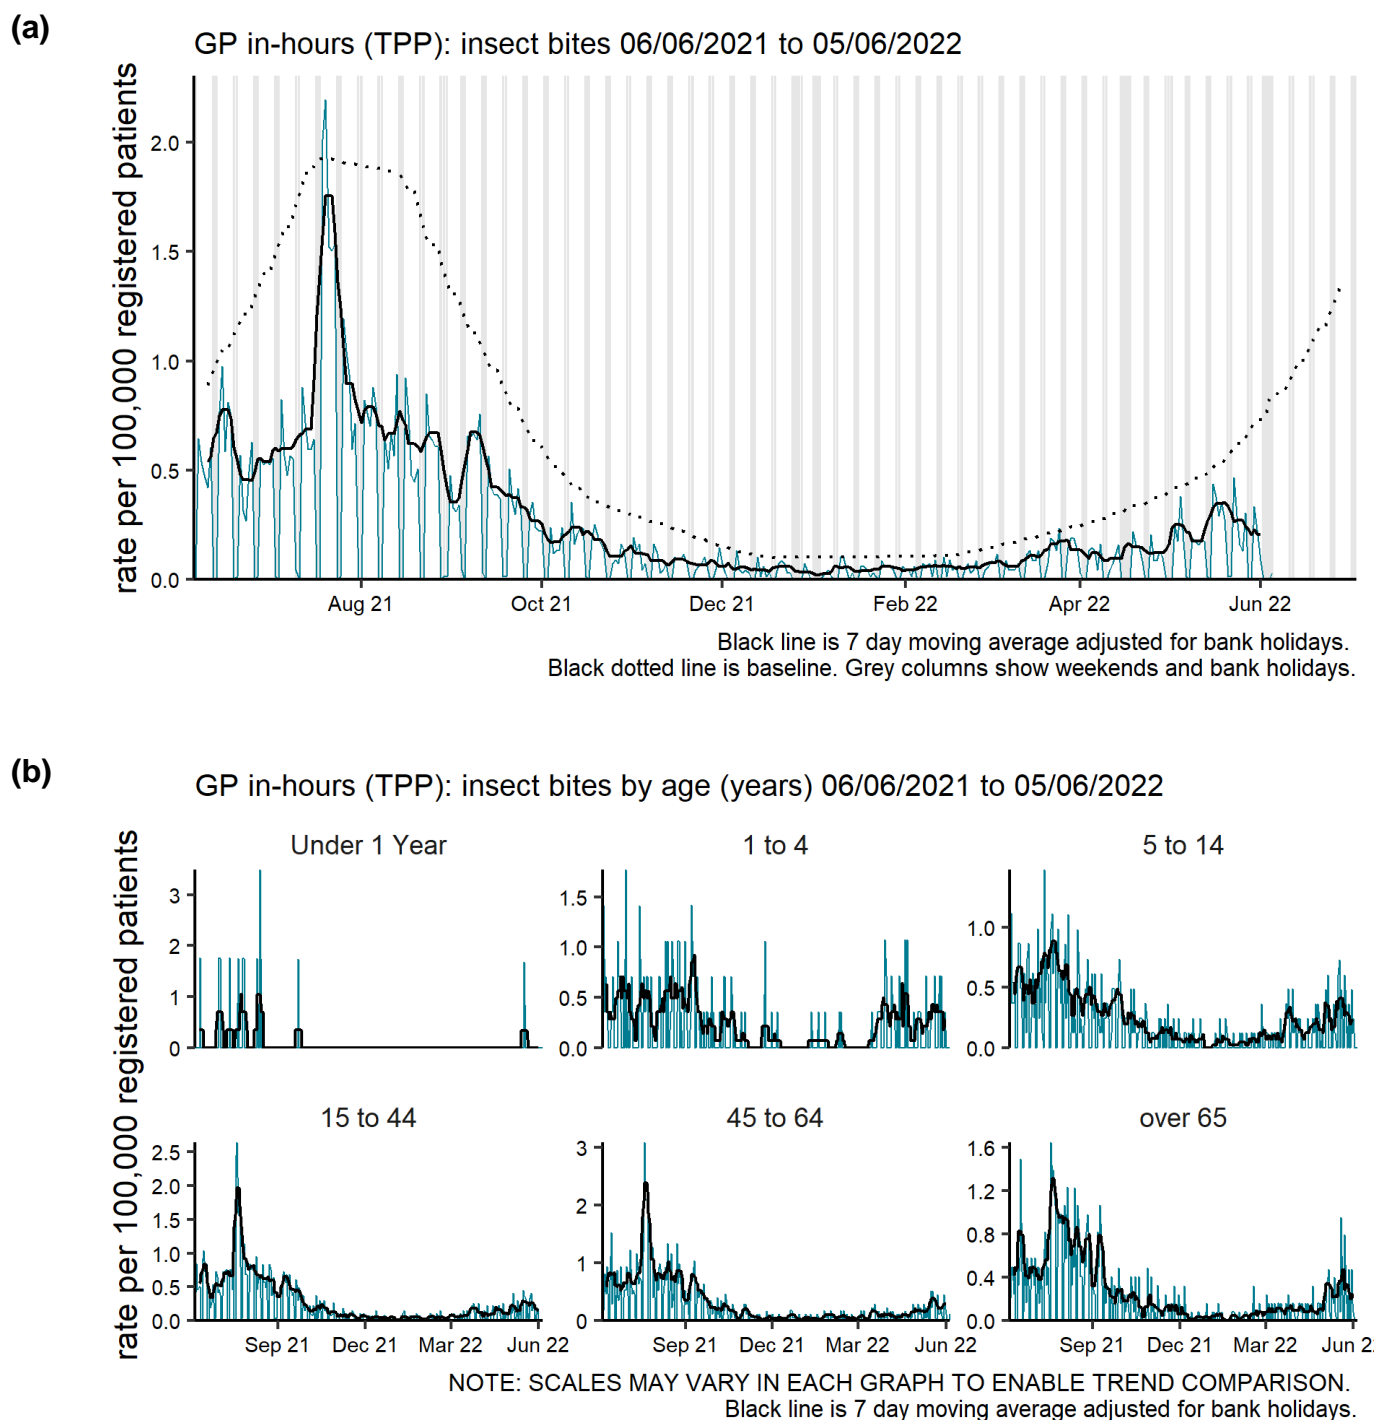 (a)
GP in-hours (TPP): insect bites 06/06/2021 to 05/06/2022
rate per 100,000 registered patients
2.0
1.5
1.0
0.5
0.0
Aug 21 Oct 21 Dec 21 Feb 22 Apr 22 Jun 22
Black line is 7 day moving average adjusted for bank holidays.
Black dotted line is baseline. Grey columns show weekends and bank holidays.
(b)
GP in-hours (TPP): insect bites by age (years) 06/06/2021 to 05/06/2022
rate per 100,000 registered patients
Under 1 Year
3
2
1
0
1 to 4
1.5
1.0
0.5
0.0
5 to 14
1.0
0.5
0.0
15 to 44
2.5
2.0
1.5
1.0
0.5
0.0
Sep 21 Dec 21 Mar 22 Jun 22
45 to 64
3
2
1
0
Sep 21 Dec 21 Mar 22 Jun 22
over 65
1.6
1.2
0.8
0.4
0.0
Sep 21 Dec 21 Mar 22 Jun 2
NOTE: SCALES MAY VARY IN EACH GRAPH TO ENABLE TREND COMPARISON.
Black line is 7 day moving average adjusted for bank holidays.